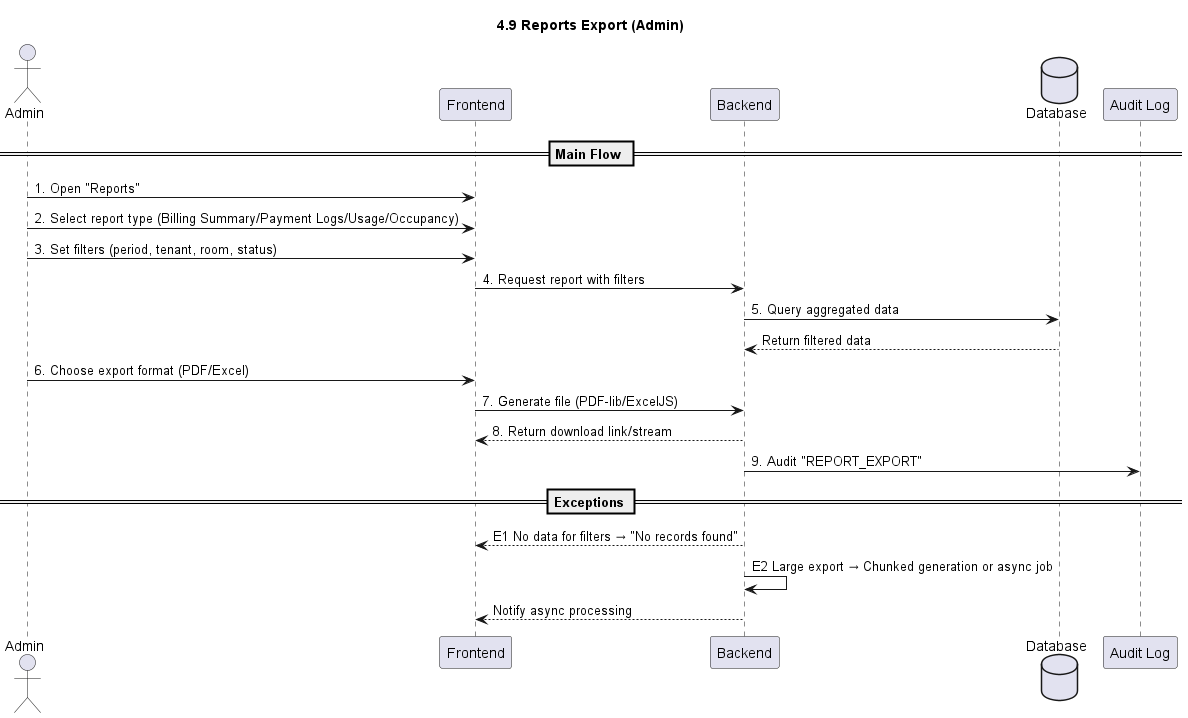 4.9 Reports Export (Admin)
Admin
Frontend
Backend
Database
Audit Log
Main Flow
1. Open "Reports"
2. Select report type (Billing Summary/Payment Logs/Usage/Occupancy)
3. Set filters (period, tenant, room, status)
4. Request report with filters
5. Query aggregated data
Return filtered data
6. Choose export format (PDF/Excel)
7. Generate file (PDF-lib/ExcelJS)
8. Return download link/stream
9. Audit "REPORT_EXPORT"
Exceptions
E1 No data for filters → "No records found"
E2 Large export → Chunked generation or async job
Notify async processing
Admin
Frontend
Backend
Database
Audit Log